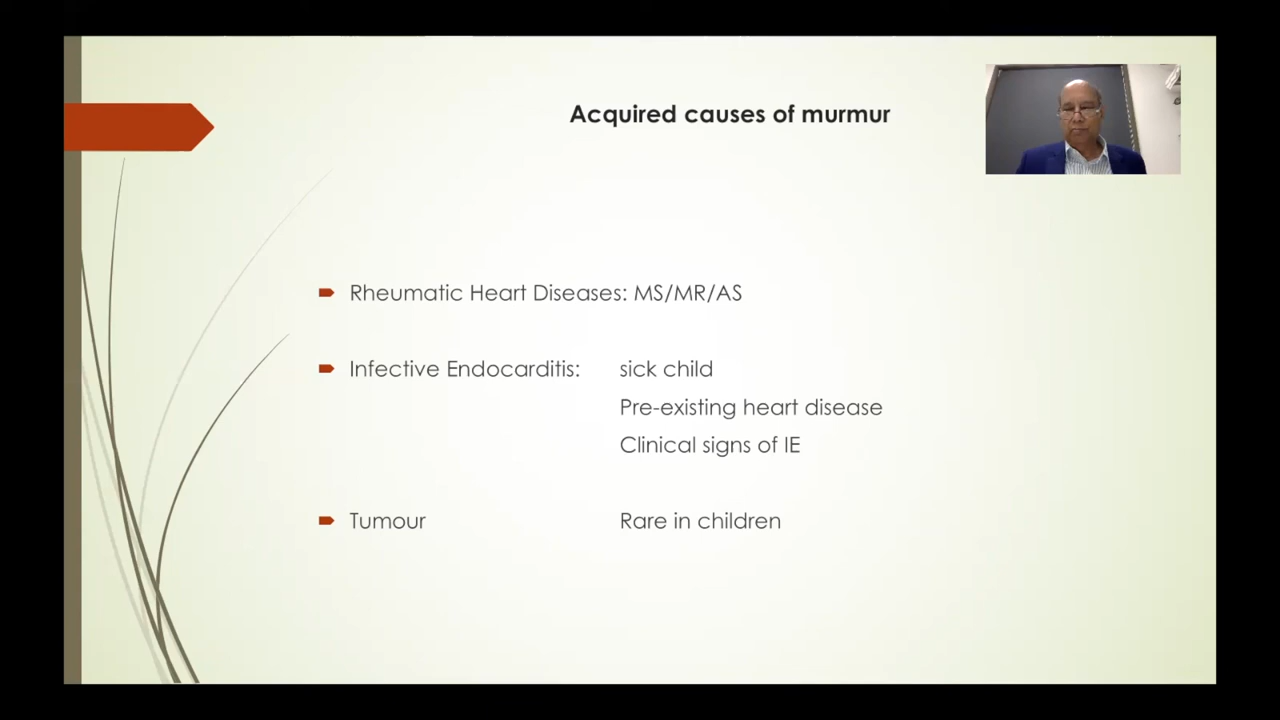 Acquired causes of murmur
Rheumatic Heart Diseases: MS/MR/AS
Infective Endocarditis: sick child
Pre-existing heart disease
Clinical signs of IE
Tumour Rare in children